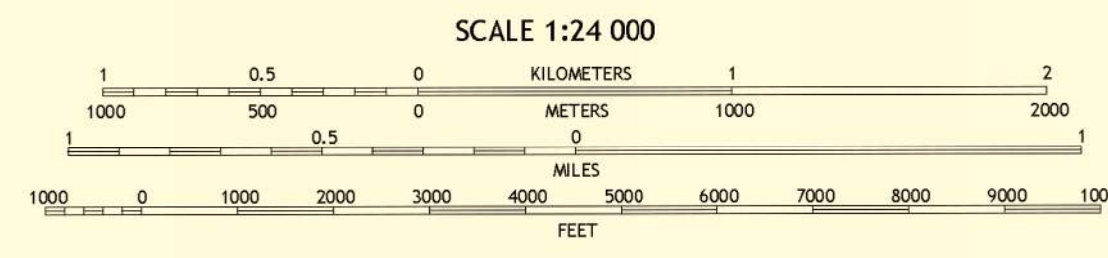 SCALE 1:24 000
1 0.5 0 KILOMETERS 1 2
1000 500 0 METERS 1000 2000
1 0.5 0 1
MILES
1000 0 1000 2000 3000 4000 5000 6000 7000 8000 9000 100
FEET